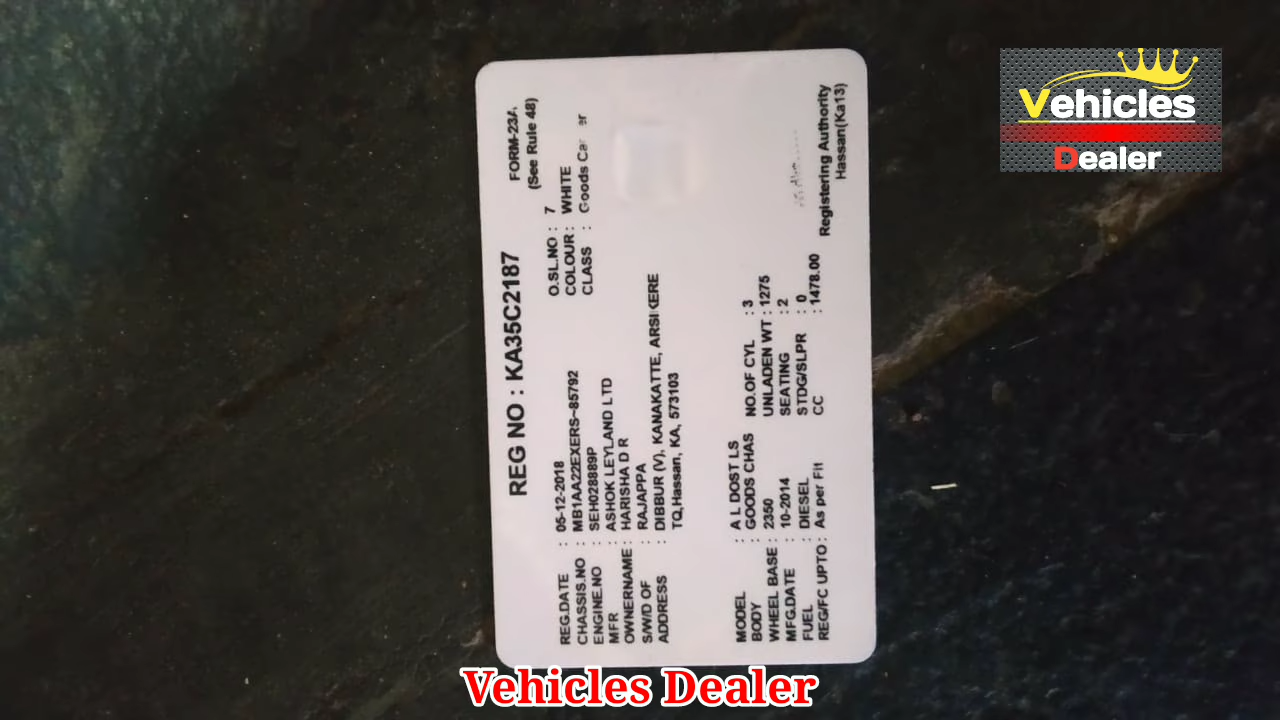 FORM-23A
(See Rule 48)
REG NO : KA35C2187
REG.DATE : 05-12-2018
O.SL.NO : 7
CHASSIS.NO : MB1AA22EXERS-85792
COLOUR : WHITE
ENGINE.NO : SEH028889P
CLASS : Goods
MFR : ASHOK LEYLAND LTD
OWNERNAME : HARISHA D R
S/W/D OF : RAJAPPA
ADDRESS : DIBBUR (V), KANAKATTE, ARSIKERE
TQ,Hassan, KA, 573103
MODEL : A L DOST LS
BODY : GOODS CHAS
NO.OF CYL : 3
WHEEL BASE : 2350
UNLADEN WT : 1275
MFG.DATE : 10-2014
SEATING : 2
FUEL : DIESEL
STDG/SLPR : 0
REG/FC UPTO : As per Fit
CC : 1478.00
Registering Authority
Hassan(Ka13)
Vehicles
Dealer
Vehicles Dealer